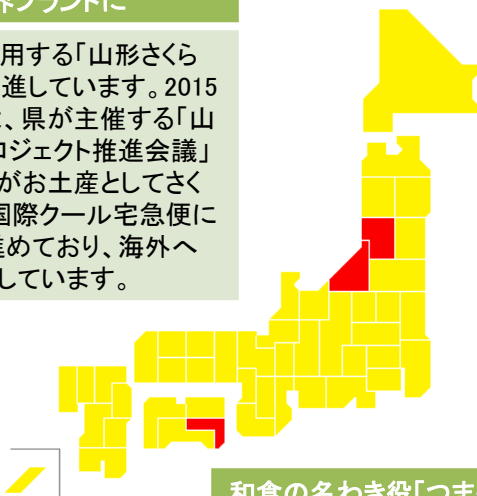 界ブランドに
用する「山形さくら
進しています。2015
、県が主催する「山
ロジェクト推進会議」
がお土産としてさく
国際クール宅急便に
進めており、海外へ
しています。
和食の名わき役「つま